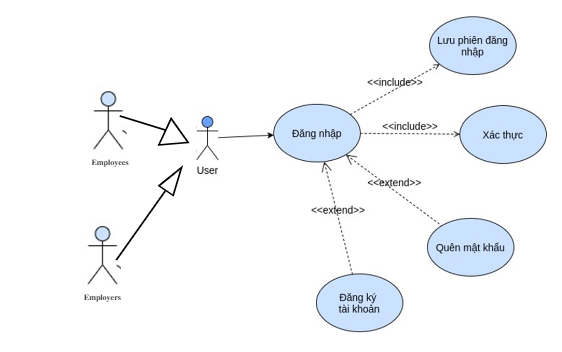 Lưu phiên đăng
nhập
<<include>>
Employees
User
Đăng nhập
<<include>>
Xác thực
<<extend>>
<<extend>>
Quên mật khẩu
Employers
Đăng ký
tài khoản